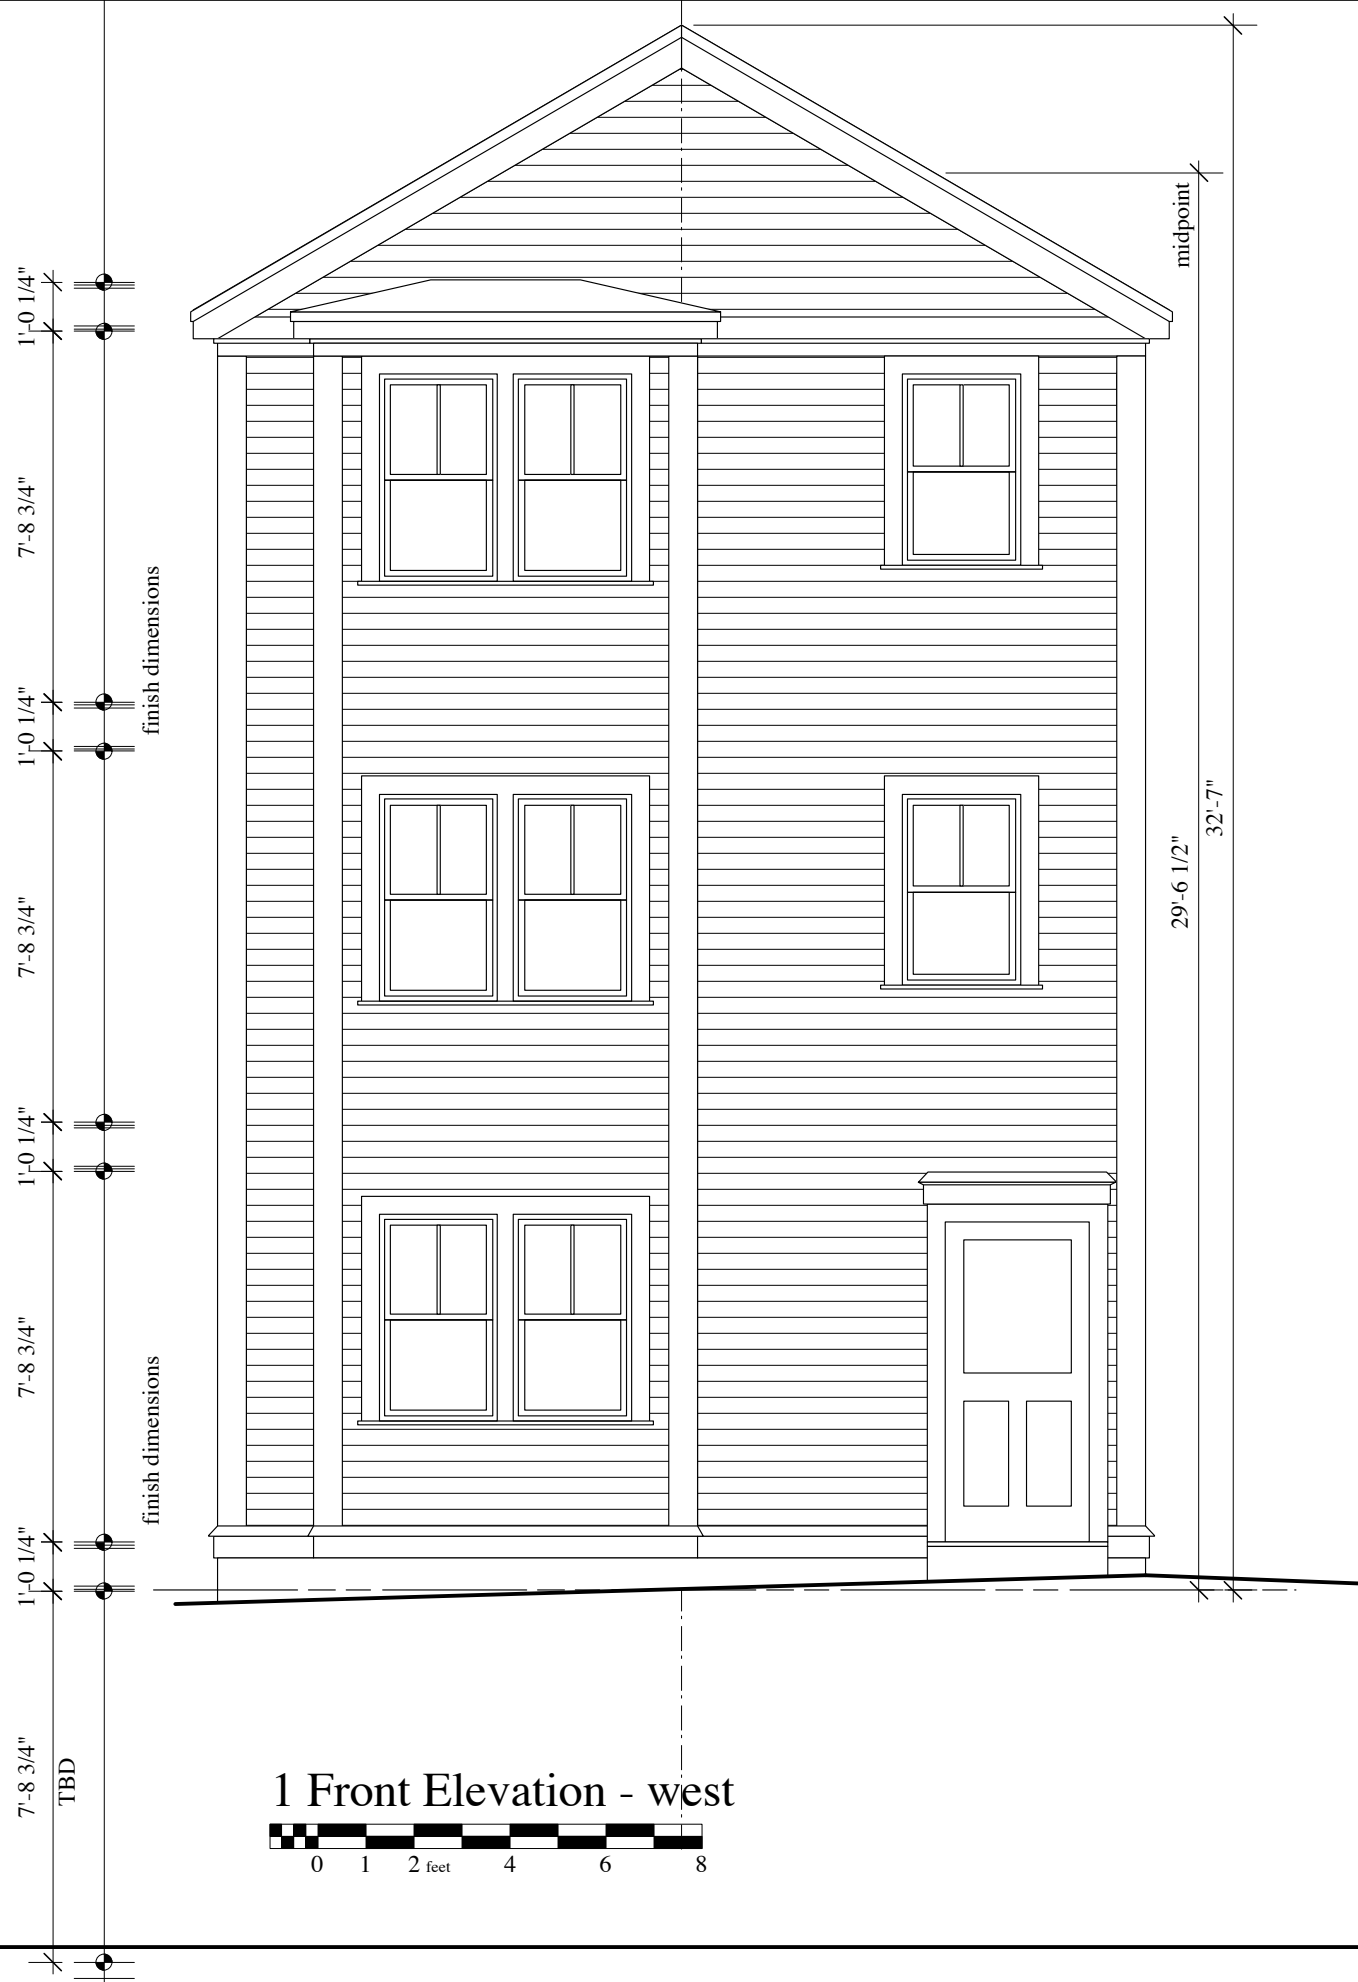 1'-0 1/4"
7'-8 3/4"
finish dimensions
1'-0 1/4"
7'-8 3/4"
1'-0 1/4"
7'-8 3/4"
finish dimensions
1'-0 1/4"
7'-8 3/4"
TBD
midpoint
29'-6 1/2"
32'-7"
1 Front Elevation - west
0 1 2 feet 4 6 8